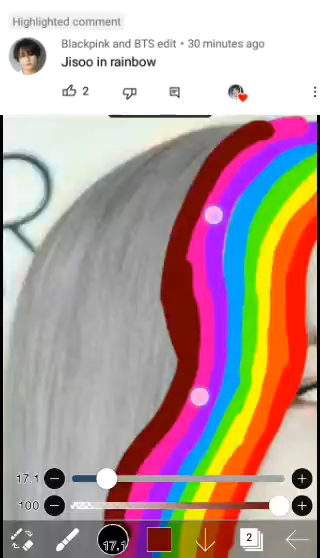 Highlighted comment
Blackpink and BTS edit • 30 minutes ago
Jisoo in rainbow
2
R
17.1
100
17.1
2